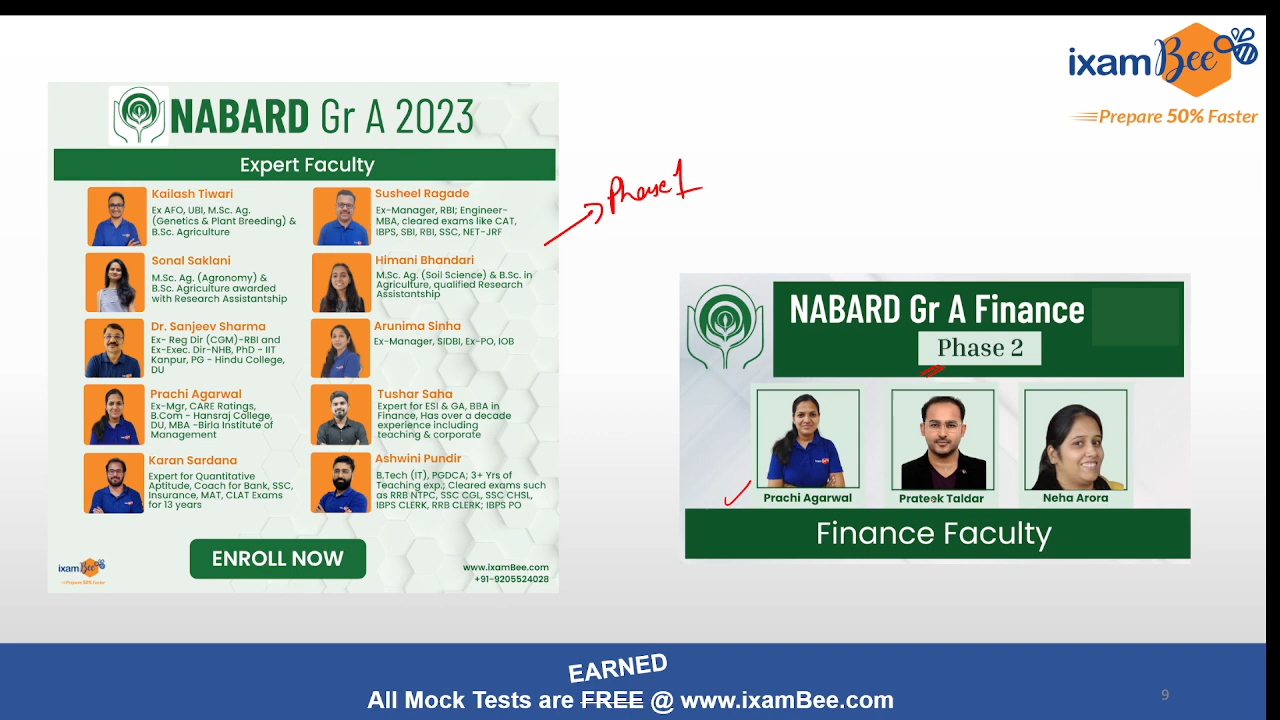 ixamBee
Prepare 50% Faster
NABARD Gr A 2023
Expert Faculty
Kailash Tiwari
Ex AFO, UBI, M.Sc. Ag.
(Genetics & Plant Breeding) &
B.Sc. Agriculture
Susheel Ragade
Ex-Manager, RBI; Engineer-
MBA, cleared exams like CAT,
IBPS, SBI, RBI, SSC, NET-JRF
Sonal Saklani
M.Sc. Ag. (Agronomy) &
B.Sc. Agriculture awarded
with Research Assistantship
Himani Bhandari
M.Sc. Ag. (Soil Science) & B.Sc. in
Agriculture, qualified Research
Assistantship
Dr. Sanjeev Sharma
Ex- Reg Dir (CGM)-RBI and
Ex-Exec. Dir-NHB, PhD - IIT
Kanpur, PG - Hindu College,
DU
Arunima Sinha
Ex-Manager, SIDBI, Ex-PO, IOB
Prachi Agarwal
Ex-Mgr, CARE Ratings,
B.Com - Hansraj College,
DU, MBA -Birla Institute of
Management
Tushar Saha
Expert for ESI & GA, BBA in
Finance, Has over a decade
experience including
teaching & corporate
Karan Sardana
Expert for Quantitative
Aptitude, Coach for Bank, SSC,
Insurance, MAT, CLAT Exams
for 13 years
Ashwini Pundir
B.Tech (IT), PGDCA; 3+ Yrs of
Teaching exp.; Cleared exams such
as RRB NTPC, SSC CGL, SSC CHSL,
IBPS CLERK, RRB CLERK; IBPS PO
ENROLL NOW
ixamBee
Prepare 50% Faster
www.ixamBee.com
+91-9205524028
Phase 1
NABARD Gr A Finance
Phase 2
Prachi Agarwal
Prateek Taldar
Neha Arora
Finance Faculty
EARNED
All Mock Tests are FREE @ www.ixamBee.com
9